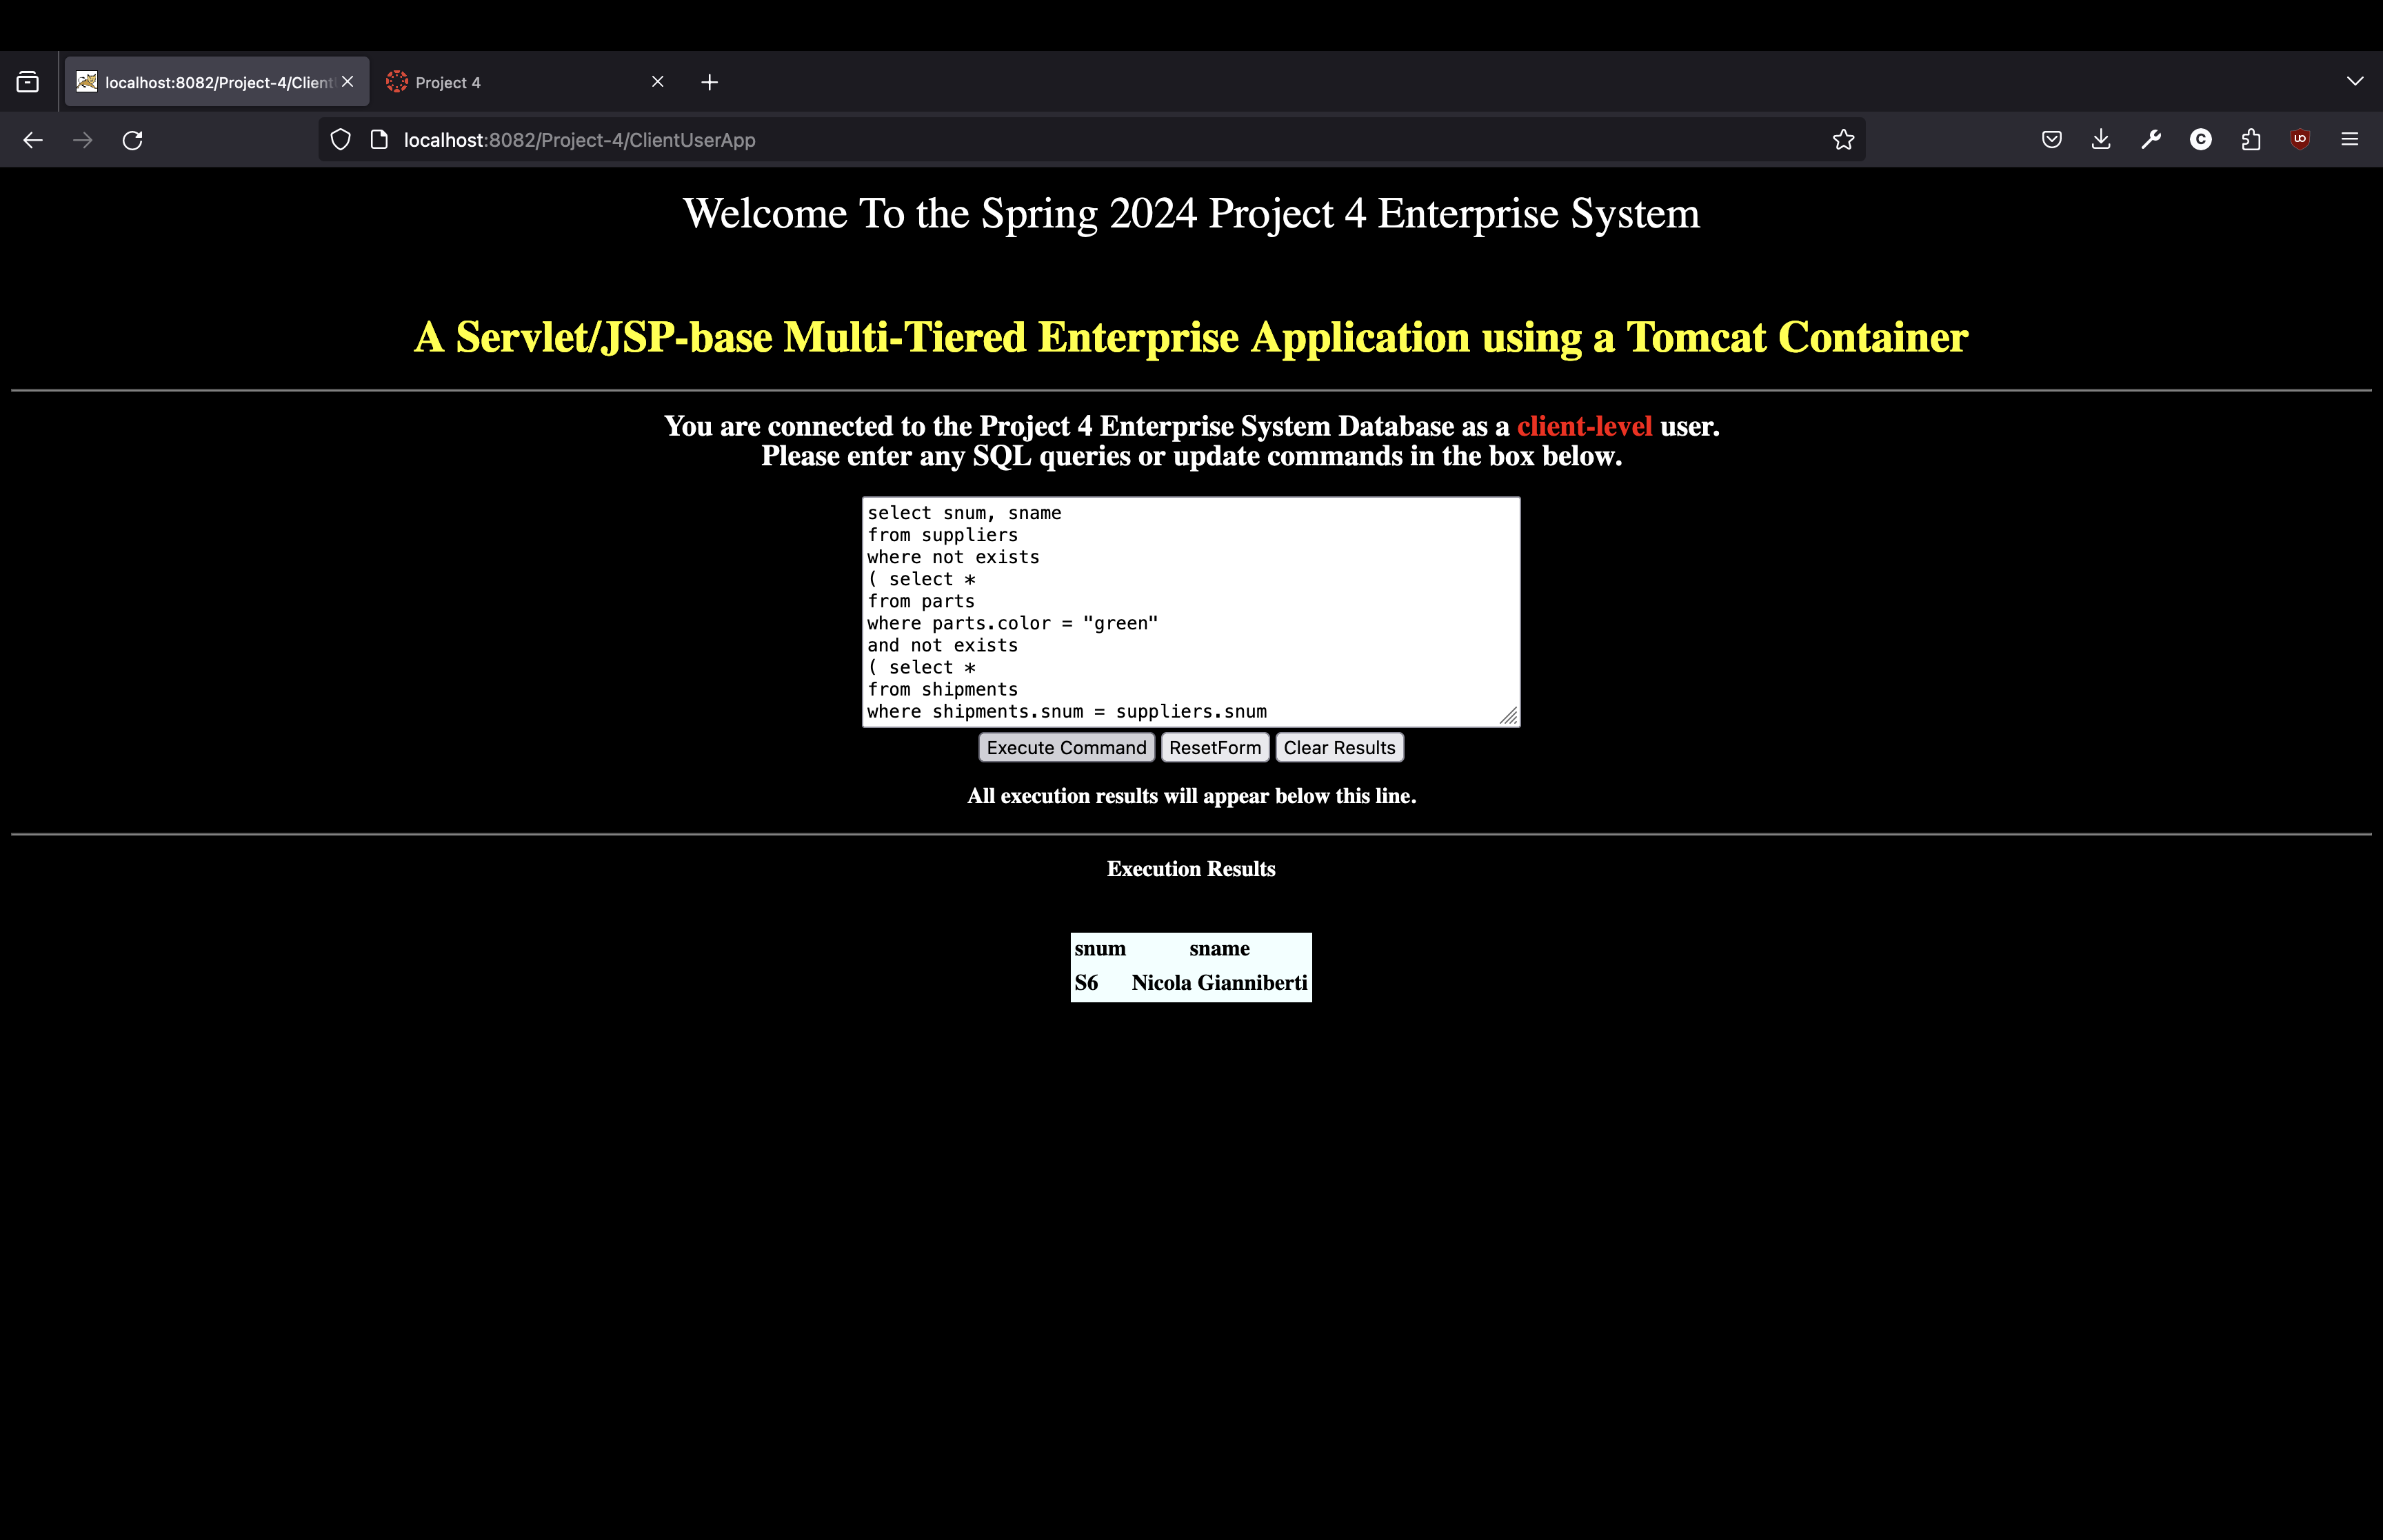 localhost:8082/Project-4/Client
Project 4
localhost:8082/Project-4/ClientUserApp
Welcome To the Spring 2024 Project 4 Enterprise System
A Servlet/JSP-base Multi-Tiered Enterprise Application using a Tomcat Container
You are connected to the Project 4 Enterprise System Database as a client-level user.
Please enter any SQL queries or update commands in the box below.
select snum, sname
from suppliers
where not exists
( select *
from parts
where parts.color = "green"
and not exists
( select *
from shipments
where shipments.snum = suppliers.snum
Execute Command ResetForm Clear Results
All execution results will appear below this line.
Execution Results
snum sname
S6 Nicola Gianniberti